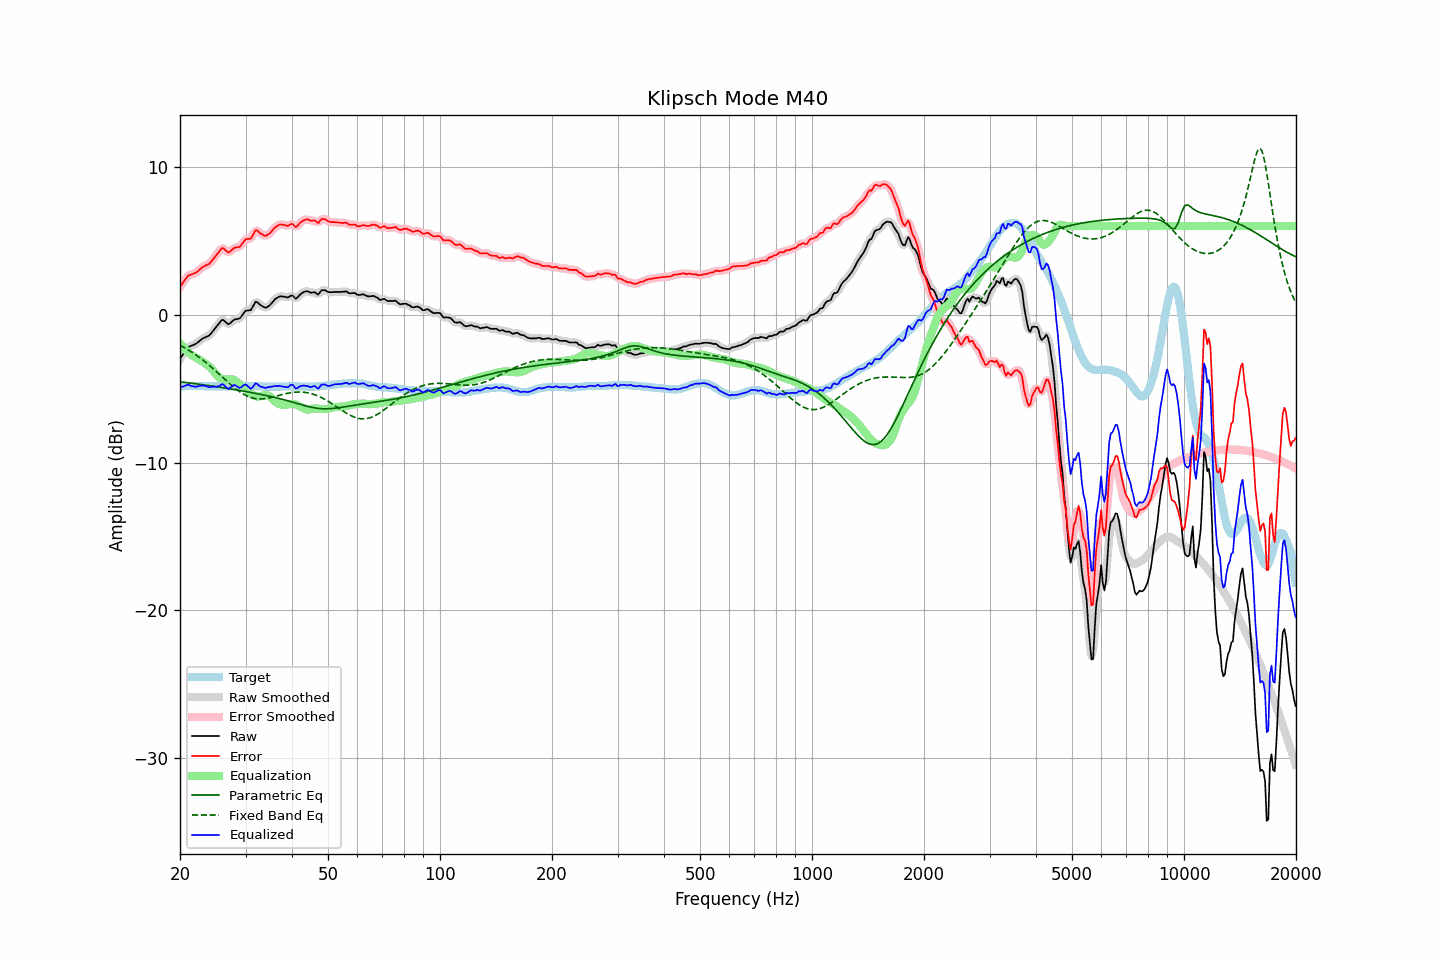 Klipsch Mode M40
Amplitude (dBr)
10
0
−10
−20
−30
Target
Raw Smoothed
Error Smoothed
Raw
Error
Equalization
Parametric Eq
Fixed Band Eq
Equalized
20 50 100 200 500 1000 2000 5000 10000 20000
Frequency (Hz)